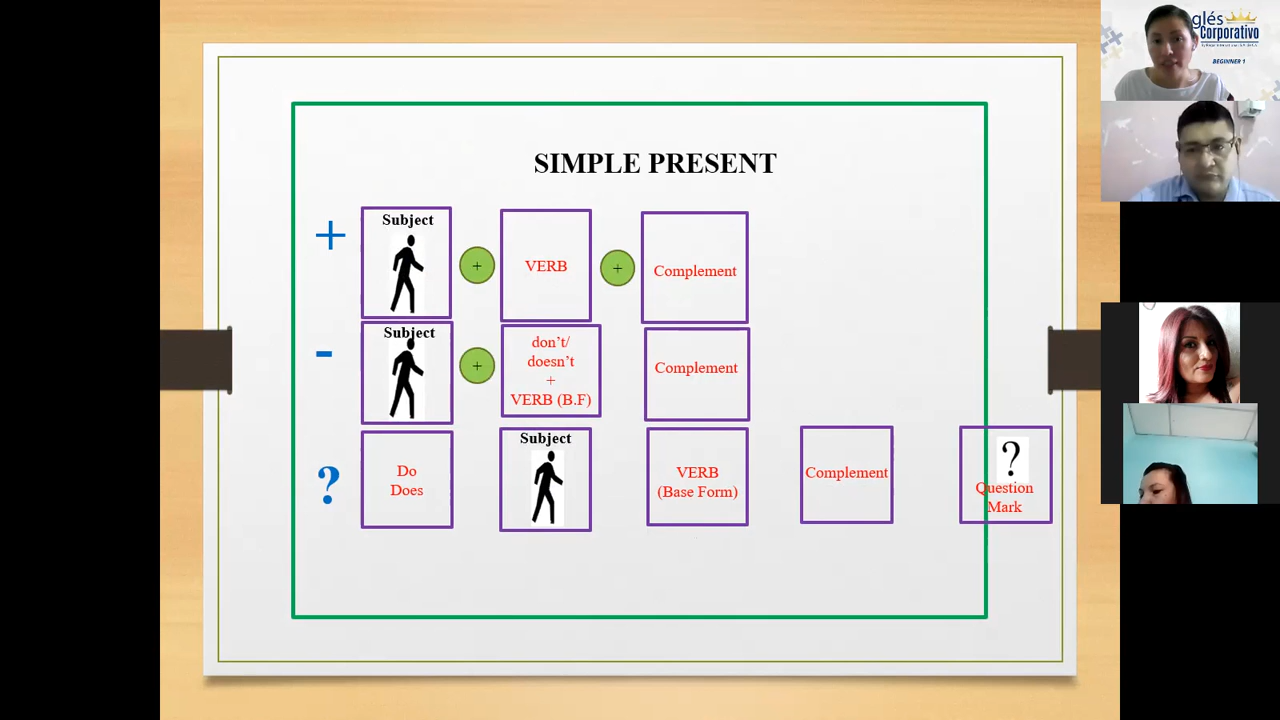 SIMPLE PRESENT
+
Subject
+
VERB
+
Complement
-
Subject
+
don't/
doesn't
+
VERB (B.F)
Complement
?
Do
Does
Subject
VERB
(Base Form)
Complement
?
Question
Mark
glés
Corporativo
BEGINNER 1